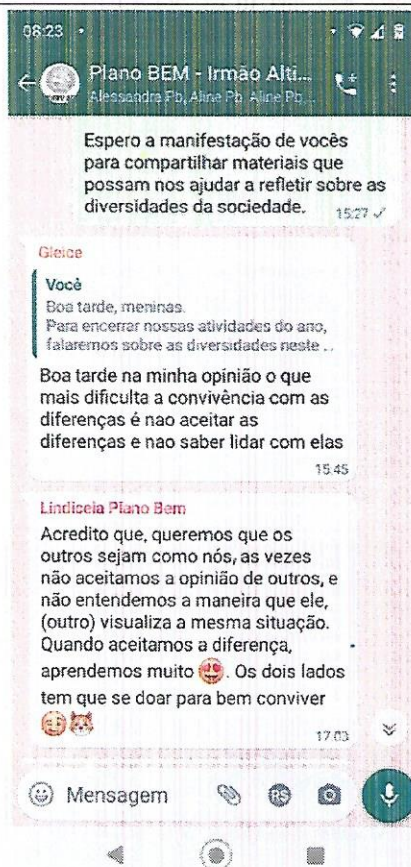 08:23
Plano BEM - Irmão Alti...
Alessandra Pb, Aline Pb, Aline Pb, ...
Espero a manifestação de vocês
para compartilhar materiais que
possam nos ajudar a refletir sobre as
diversidades da sociedade.
15:27
Gleice
Você
Boa tarde, meninas.
Para encerrar nossas atividades do ano,
falaremos sobre as diversidades neste ...
Boa tarde na minha opinião o que
mais dificulta a convivência com as
diferenças é nao aceitar as
diferenças e nao saber lidar com elas
15:45
Lindiceia Plano Bem
Acredito que, queremos que os
outros sejam como nós, as vezes
não aceitamos a opinião de outros, e
não entendemos a maneira que ele,
(outro) visualiza a mesma situação.
Quando aceitamos a diferença,
aprendemos muito 😍. Os dois lados
tem que se doar para bem conviver
17:03
Mensagem
R$